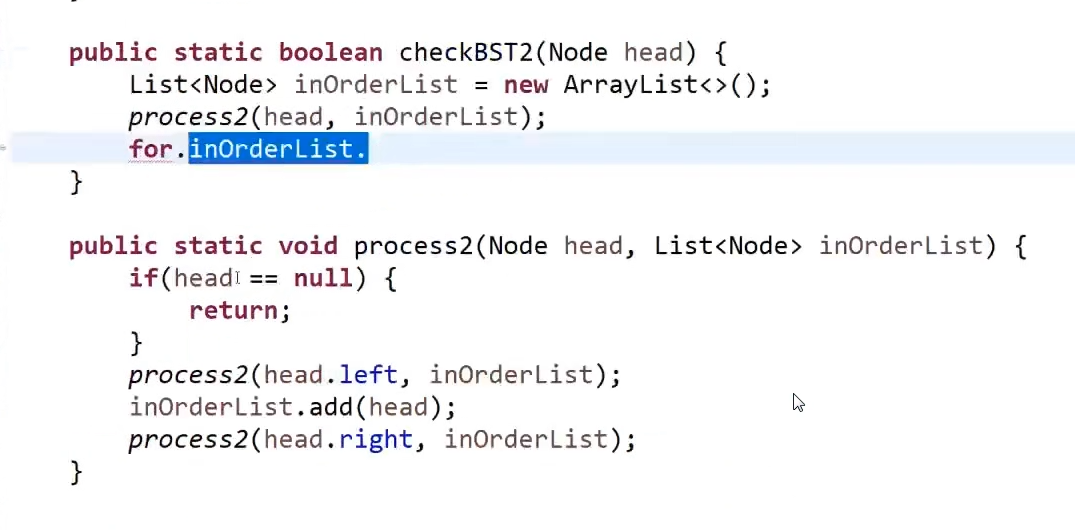 public static boolean checkBST2(Node head) {
List<Node> inOrderList = new ArrayList<>();
process2(head, inOrderList);
for.inOrderList.
}
public static void process2(Node head, List<Node> inOrderList) {
if(head == null) {
return;
}
process2(head.left, inOrderList);
inOrderList.add(head);
process2(head.right, inOrderList);
}